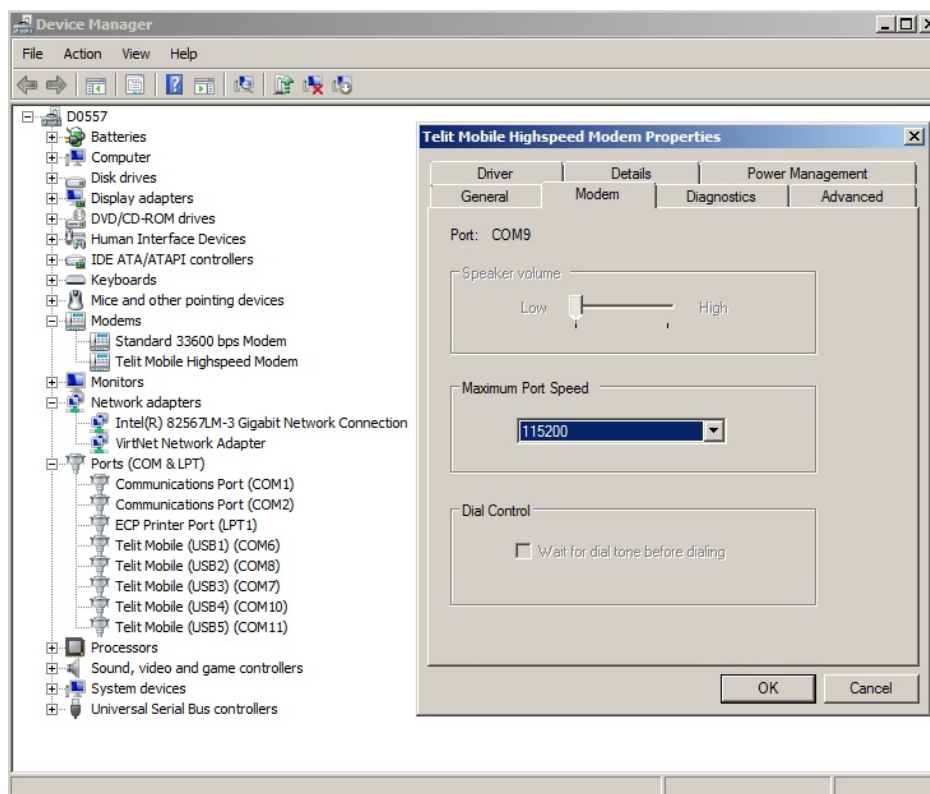 Device Manager
File Action View Help
D0557
Batteries
Computer
Disk drives
Display adapters
DVD/CD-ROM drives
Human Interface Devices
IDE ATA/ATAPI controllers
Keyboards
Mice and other pointing devices
Modems
Standard 33600 bps Modem
Telit Mobile Highspeed Modem
Monitors
Network adapters
Intel(R) 82567LM-3 Gigabit Network Connection
VirtNet Network Adapter
Ports (COM & LPT)
Communications Port (COM1)
Communications Port (COM2)
ECP Printer Port (LPT1)
Telit Mobile (USB1) (COM6)
Telit Mobile (USB2) (COM8)
Telit Mobile (USB3) (COM7)
Telit Mobile (USB4) (COM10)
Telit Mobile (USB5) (COM11)
Processors
Sound, video and game controllers
System devices
Universal Serial Bus controllers
Telit Mobile Highspeed Modem Properties
Driver Details Power Management
General Modem Diagnostics Advanced
Port: COM9
Speaker volume
Low High
Maximum Port Speed
115200
Dial Control
Wait for dial tone before dialing
OK Cancel